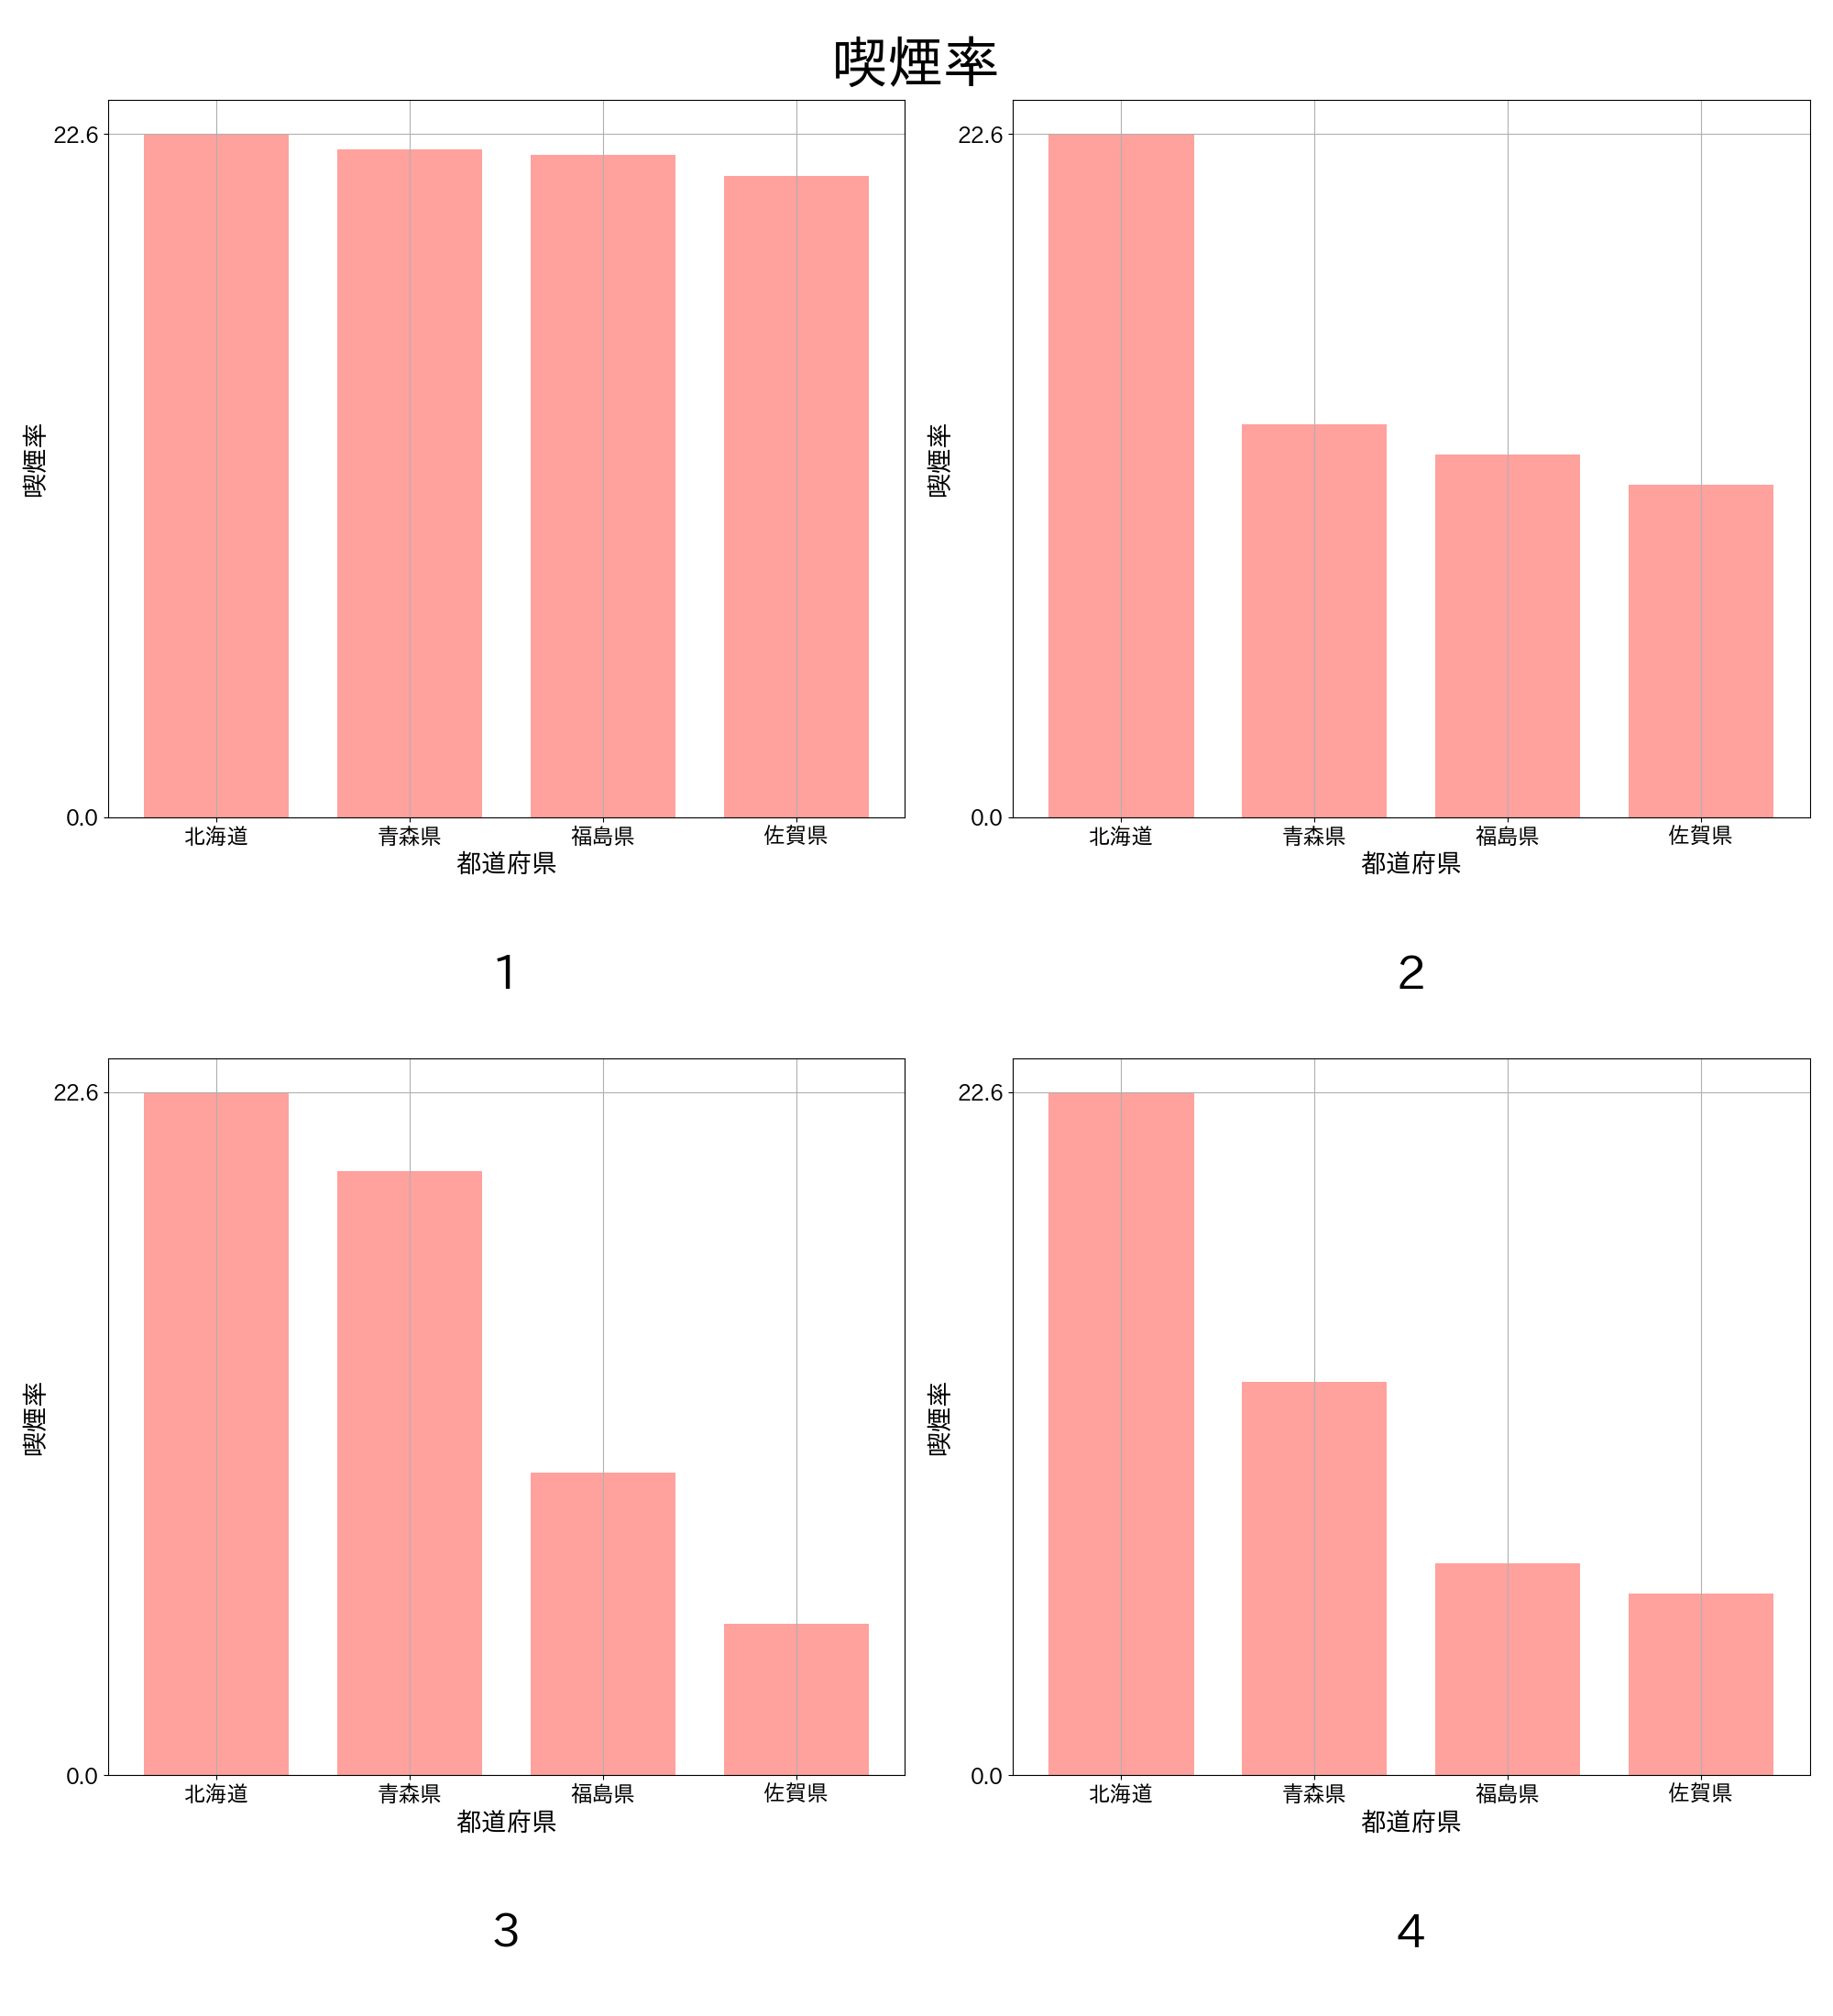 喫煙率
22.6
0.0
喫煙率
北海道 青森県 福島県 佐賀県
都道府県
1
22.6
0.0
喫煙率
北海道 青森県 福島県 佐賀県
都道府県
2
22.6
0.0
喫煙率
北海道 青森県 福島県 佐賀県
都道府県
3
22.6
0.0
喫煙率
北海道 青森県 福島県 佐賀県
都道府県
4